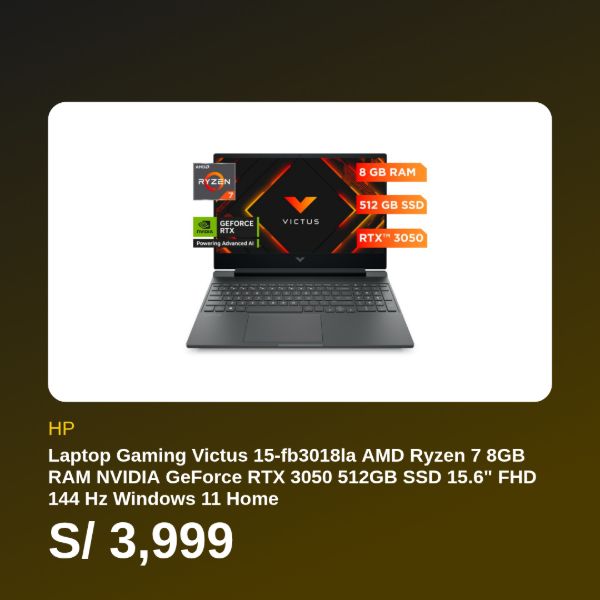 AMD
RYZEN
7
NVIDIA
GEFORCE
RTX
Powering Advanced AI
VICTUS
8 GB RAM
512 GB SSD
RTX™ 3050
HP
Laptop Gaming Victus 15-fb3018la AMD Ryzen 7 8GB
RAM NVIDIA GeForce RTX 3050 512GB SSD 15.6" FHD
144 Hz Windows 11 Home
S/ 3,999